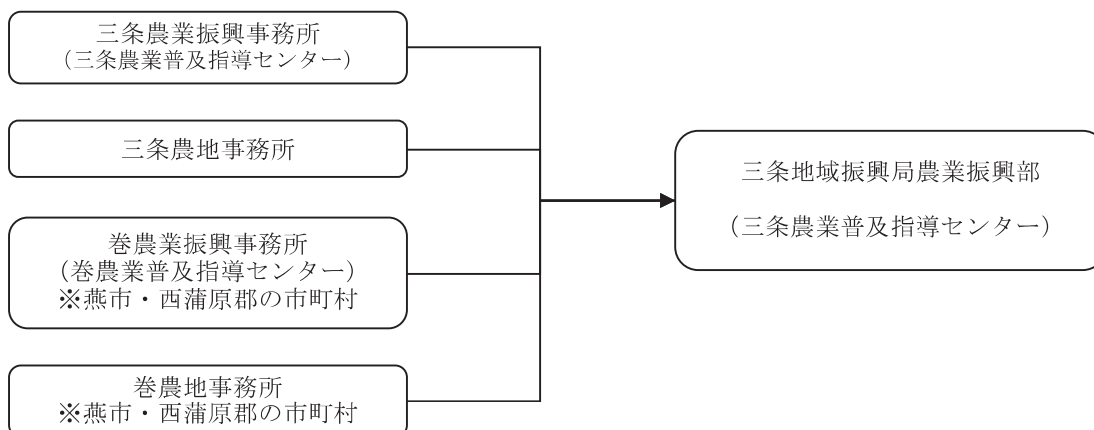 三条農業振興事務所
（三条農業普及指導センター）
三条農地事務所
巻農業振興事務所
（巻農業普及指導センター）
※燕市・西蒲原郡の市町村
巻農地事務所
※燕市・西蒲原郡の市町村
三条地域振興局農業振興部
（三条農業普及指導センター）